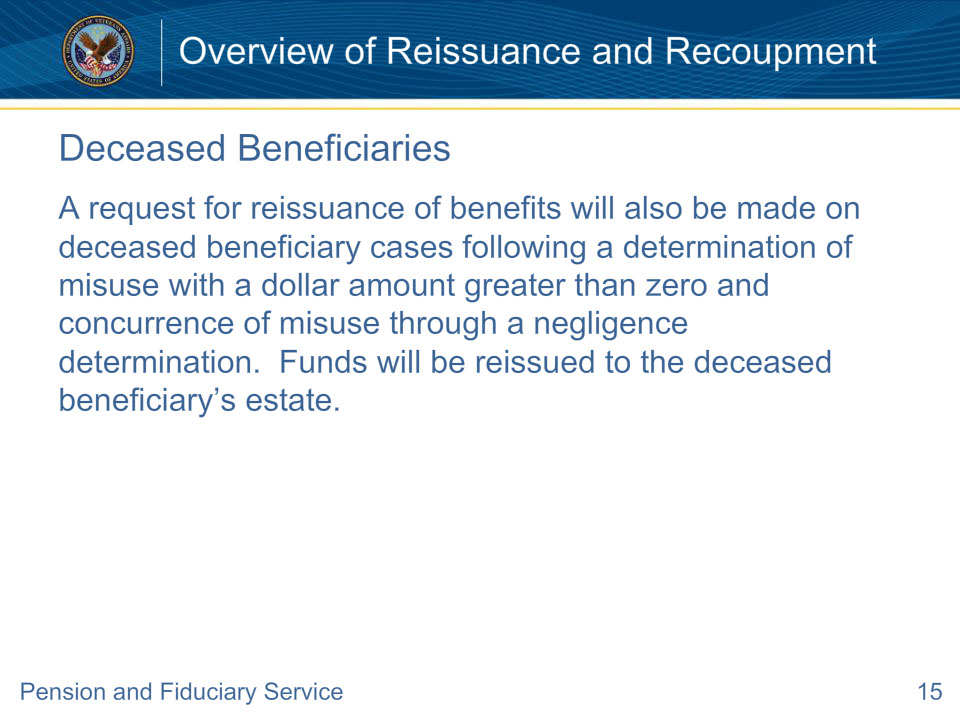 Overview of Reissuance and Recoupment
Deceased Beneficiaries
A request for reissuance of benefits will also be made on
deceased beneficiary cases following a determination of
misuse with a dollar amount greater than zero and
concurrence of misuse through a negligence
determination.  Funds will be reissued to the deceased
beneficiary’s estate.
Pension and Fiduciary Service
15